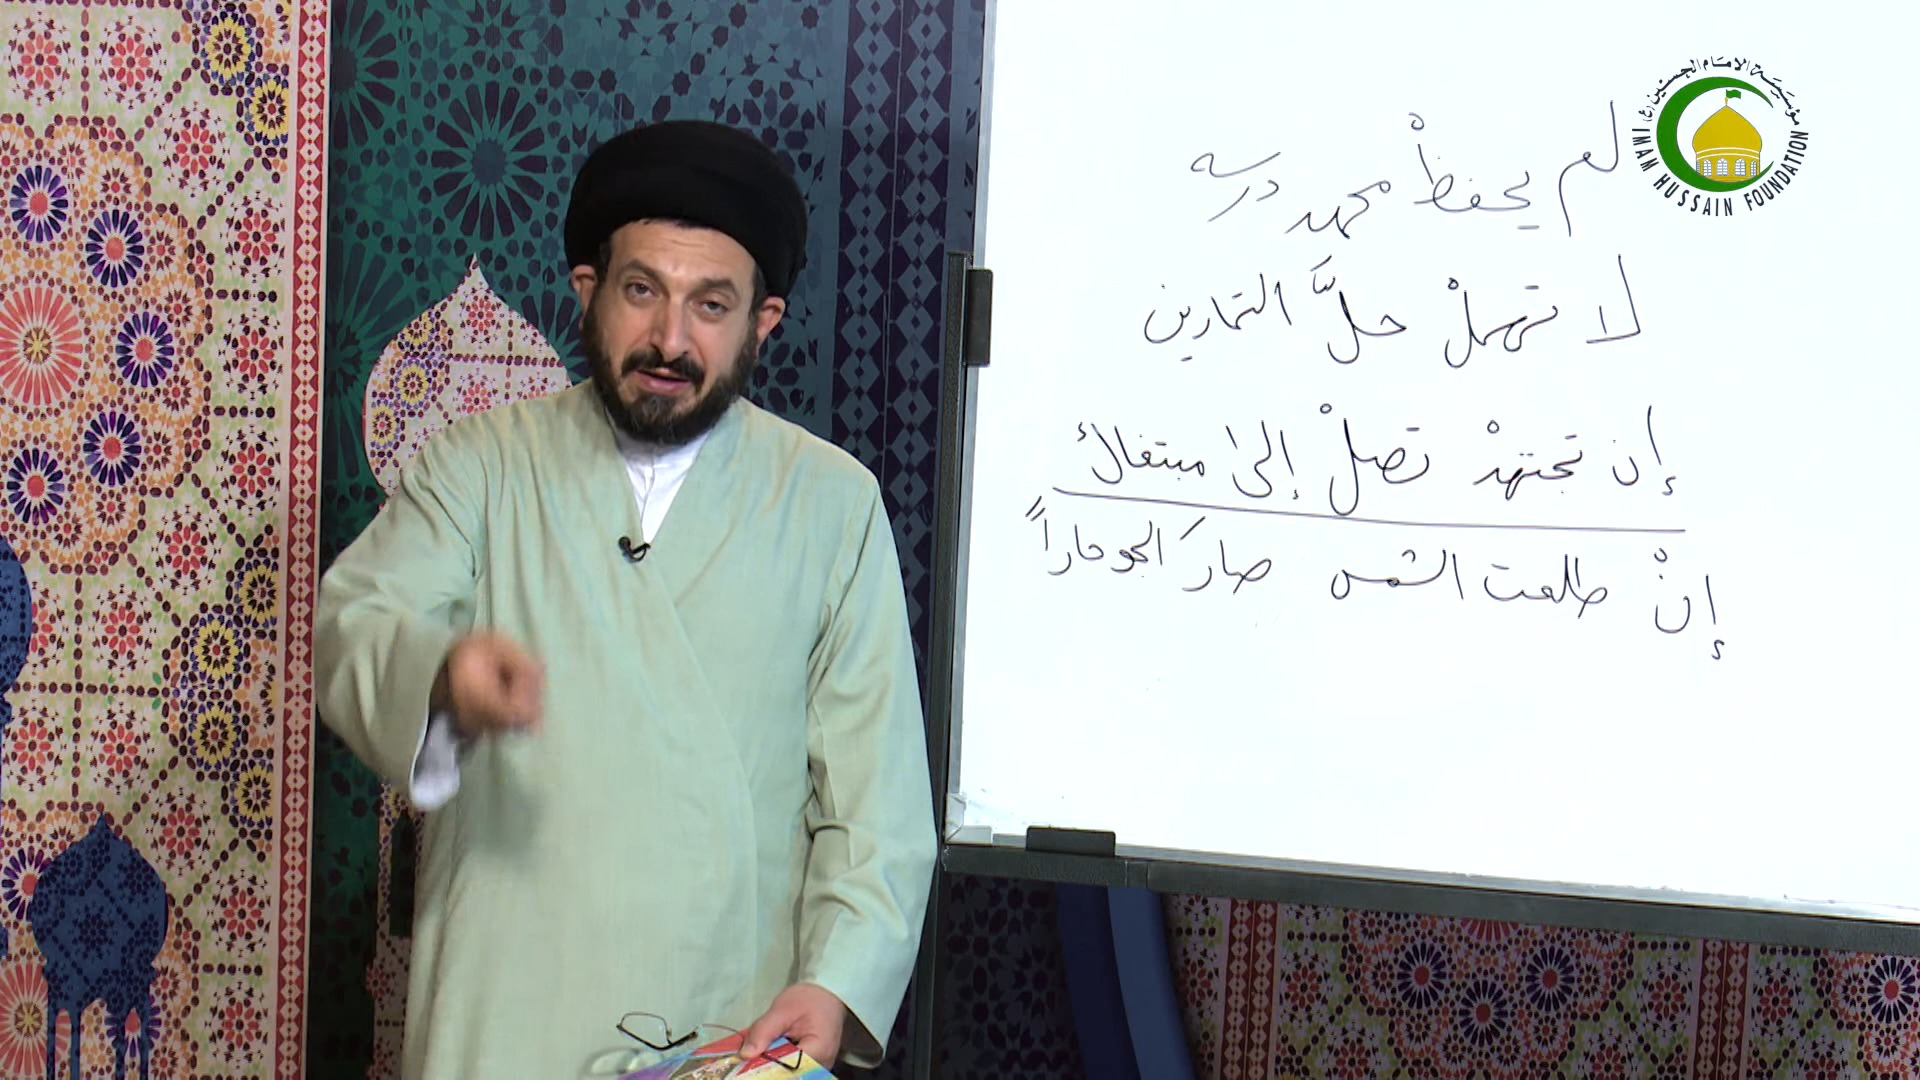 لم يحفظْ محمد درسه
لا تهملْ حلَّ التمارين
إن تجتهدْ تصلْ إلى مبتغاك
إنْ طلعت الشمس صارَ الجو حاراً
مؤسسة الإمام الحسين (ع)
IMAM HUSSAIN FOUNDATION